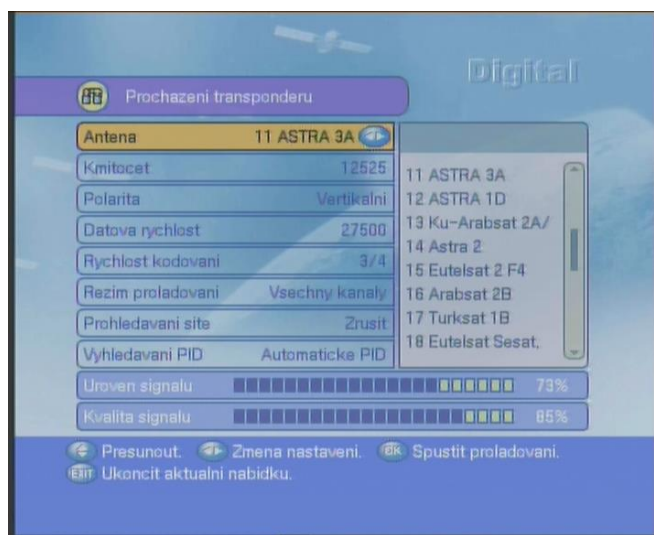 Digital
Prochazeni transponderu
Antena 11 ASTRA 3A
Kmitocet 12525
Polarita Vertikalni
Datova rychlost 27500
Rychlost kodovani 3/4
Rezim proladovani Vsechny kanaly
Prohledavani site Zrusit
Vyhledavani PID Automaticke PID
11 ASTRA 3A
12 ASTRA 1D
13 Ku-Arabsat 2A/
14 Astra 2
15 Eutelsat 2 F4
16 Arabsat 2B
17 Turksat 1B
18 Eutelsat Sesat,
Uroven signalu 73%
Kvalita signalu 85%
Presunout. Zmena nastaveni. OK Spustit proladovani.
EXIT Ukoncit aktualni nabidku.